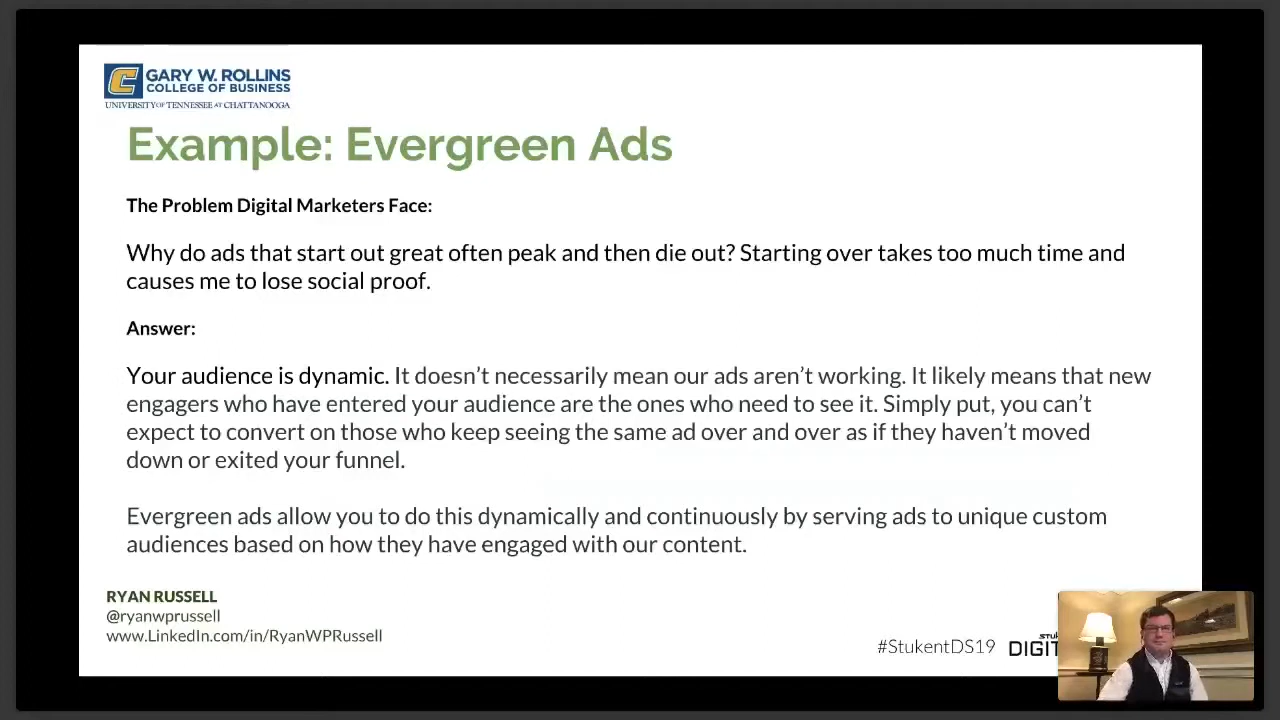 GARY W. ROLLINS
COLLEGE OF BUSINESS
UNIVERSITY OF TENNESSEE AT CHATTANOOGA
Example: Evergreen Ads
The Problem Digital Marketers Face:
Why do ads that start out great often peak and then die out? Starting over takes too much time and
causes me to lose social proof.
Answer:
Your audience is dynamic. It doesn’t necessarily mean our ads aren’t working. It likely means that new
engagers who have entered your audience are the ones who need to see it. Simply put, you can’t
expect to convert on those who keep seeing the same ad over and over as if they haven’t moved
down or exited your funnel.
Evergreen ads allow you to do this dynamically and continuously by serving ads to unique custom
audiences based on how they have engaged with our content.
RYAN RUSSELL
@ryanwprussell
www.LinkedIn.com/in/RyanWPRussell
#StukentDS19